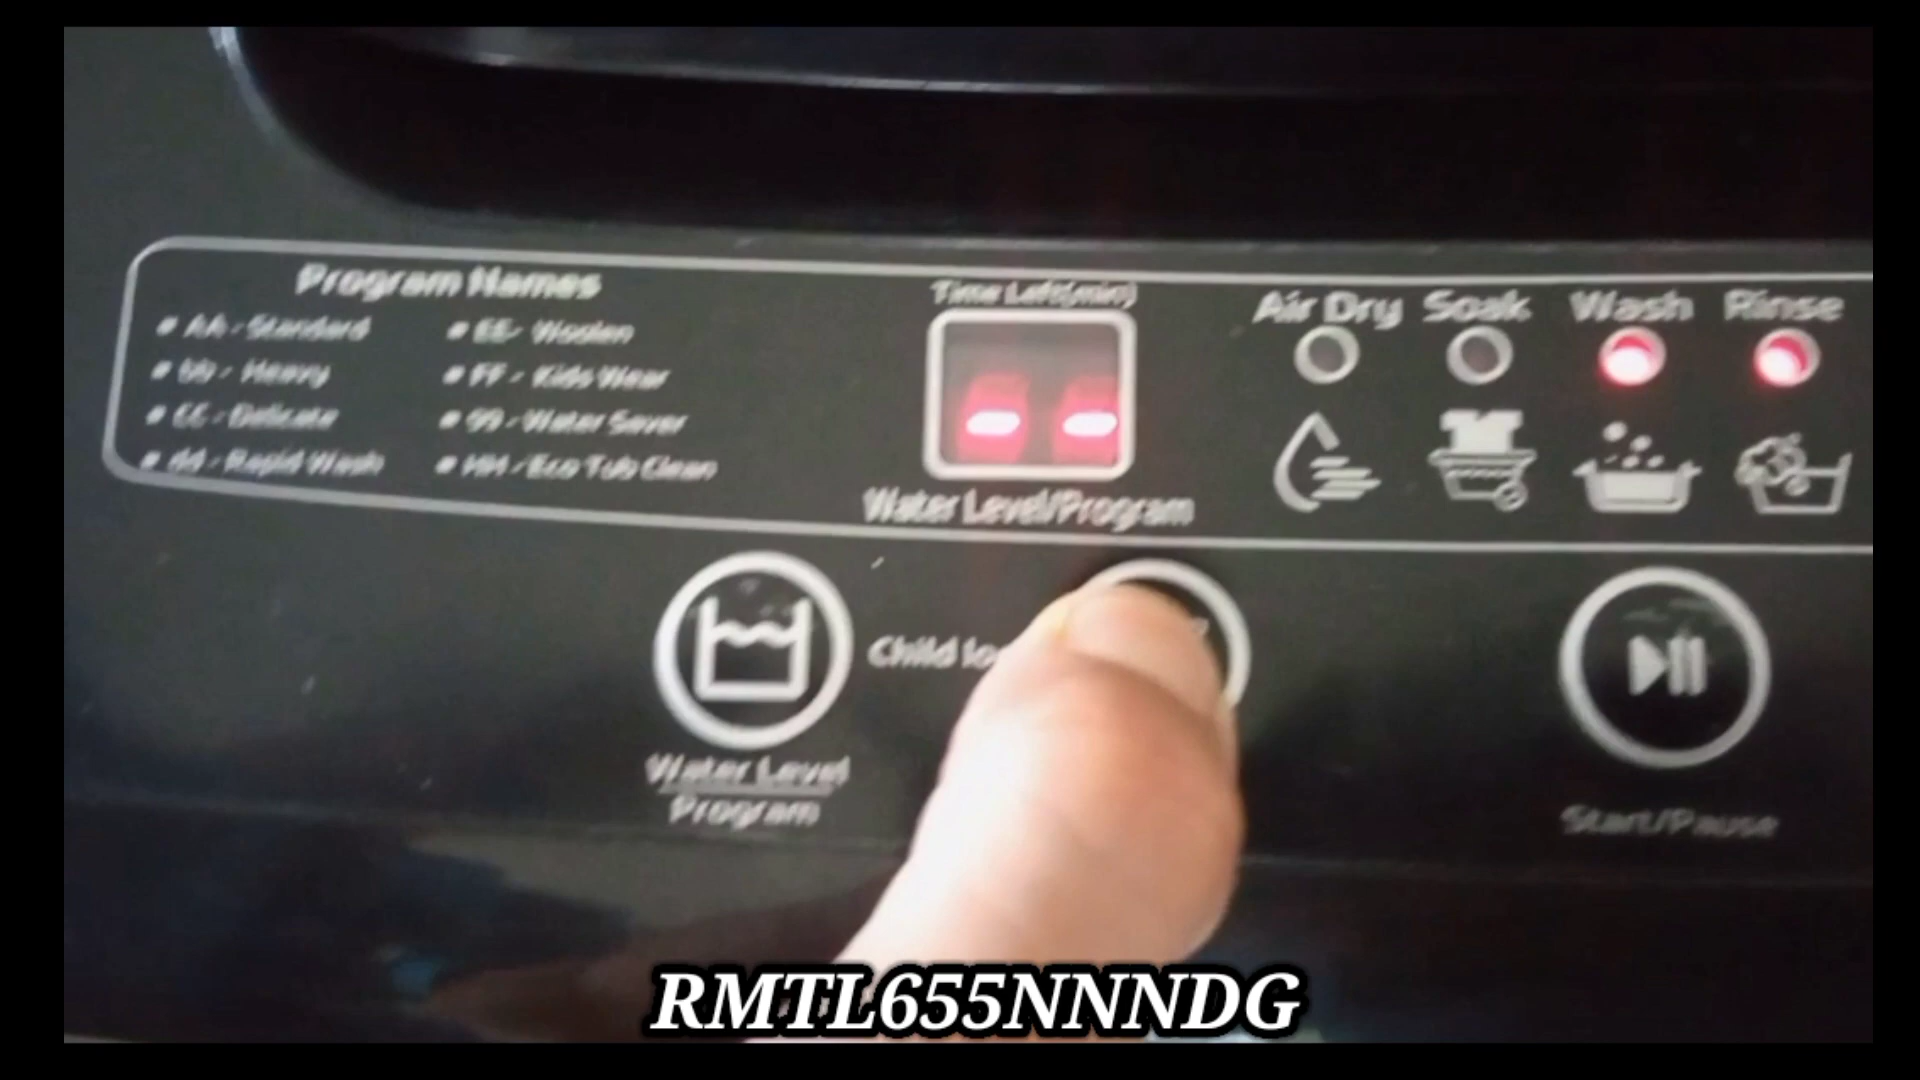 Program Names
AA - Standard
bb - Heavy
CC - Delicate
dd - Rapid Wash
EE - Woolen
FF - Kids Wear
99 - Water Saver
HH - Eco Tub Clean
Time Left(min)
--
Water Level/Program
Air Dry
Soak
Wash
Rinse
Water Level
Program
Child lo
Start/Pause
RMTL655NNNDG